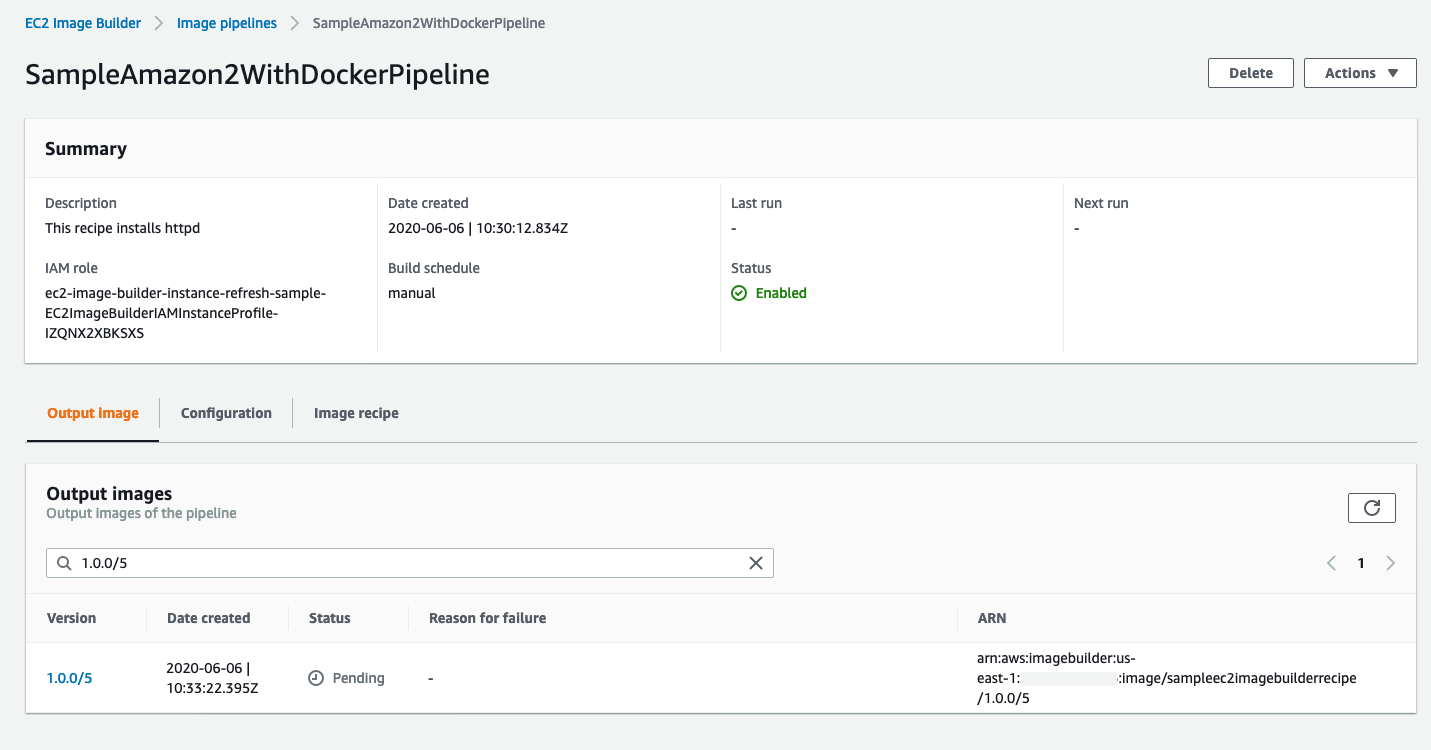 EC2 Image Builder > Image pipelines > SampleAmazon2WithDockerPipeline
SampleAmazon2WithDockerPipeline
Delete
Actions
Summary
Description
This recipe installs httpd
IAM role
ec2-image-builder-instance-refresh-sample-
EC2ImageBuilderIAMInstanceProfile-
IZQNX2XBKSXS
Date created
2020-06-06 | 10:30:12.834Z
Build schedule
manual
Last run
-
Status
Enabled
Next run
-
Output image
Configuration
Image recipe
Output images
Output images of the pipeline
1.0.0/5
1
Version
Date created
Status
Reason for failure
ARN
1.0.0/5
2020-06-06 |
10:33:22.395Z
Pending
-
arn:aws:imagebuilder:us-
east-1: :image/sampleec2imagebuilderrecipe
/1.0.0/5